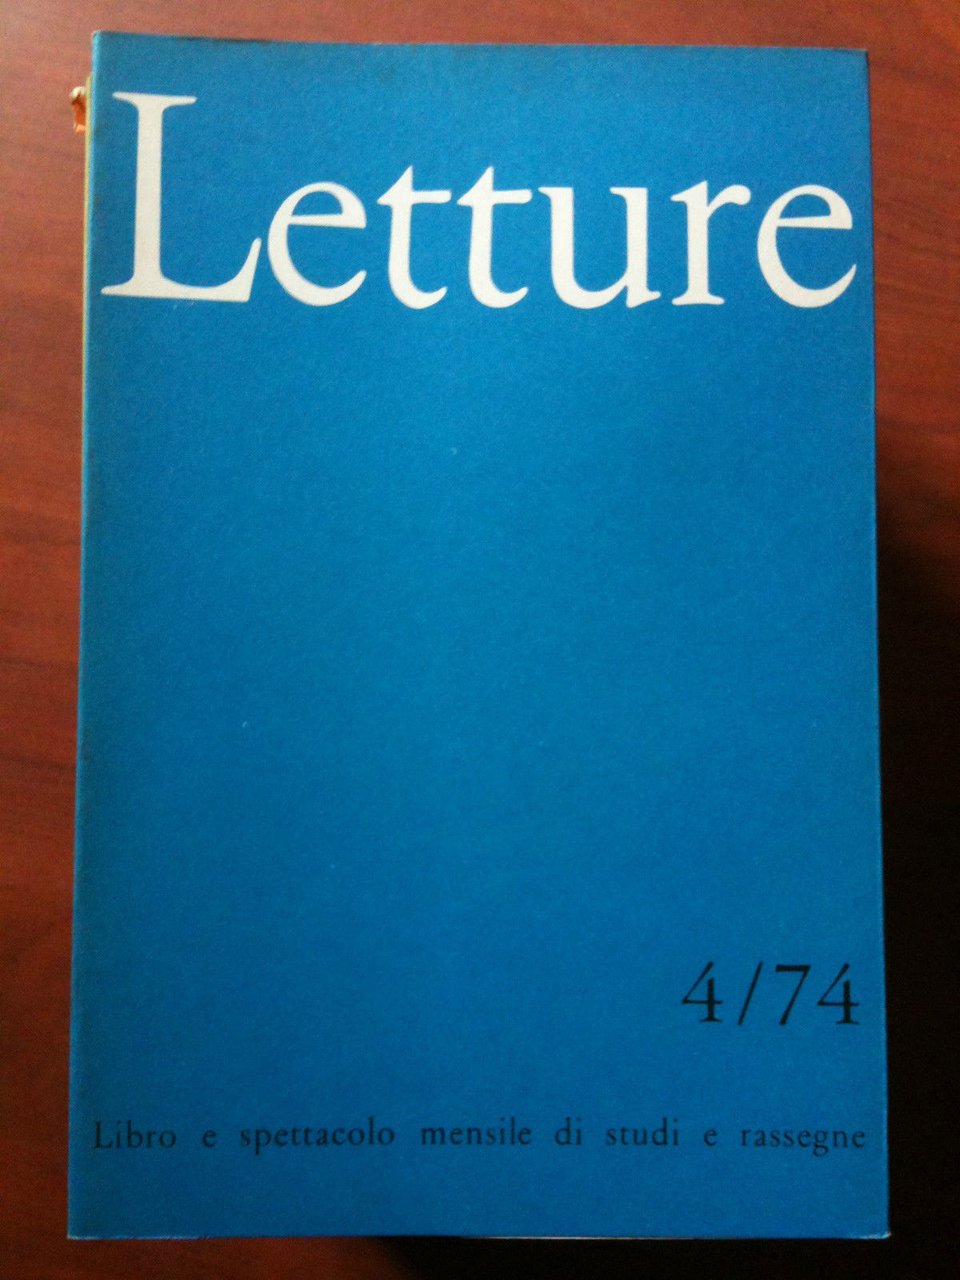 Letture
4/74
Libro e spettacolo mensile di studi e rassegne